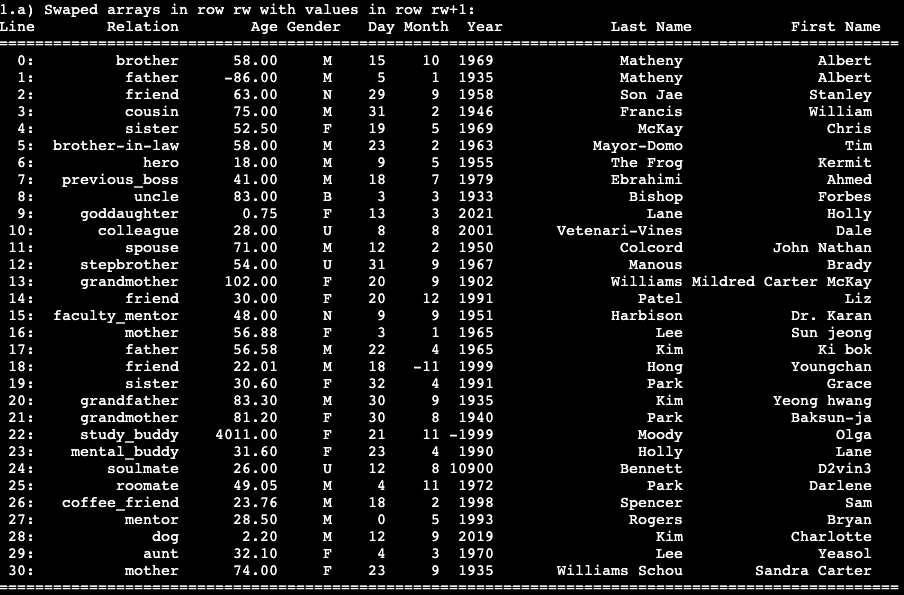 1.a) Swaped arrays in row rw with values in row rw+1:
Line Relation Age Gender Day Month Year Last Name First Name
0: brother 58.00 M 15 10 1969 Matheny Albert
1: father -86.00 M 5 1 1935 Matheny Albert
2: friend 63.00 N 29 9 1958 Son Jae Stanley
3: cousin 75.00 M 31 2 1946 Francis William
4: sister 52.50 F 19 5 1969 McKay Chris
5: brother-in-law 58.00 M 23 2 1963 Mayor-Domo Tim
6: hero 18.00 M 9 5 1955 The Frog Kermit
7: previous_boss 41.00 M 18 7 1979 Ebrahimi Ahmed
8: uncle 83.00 B 3 3 1933 Bishop Forbes
9: goddaughter 0.75 F 13 3 2021 Lane Holly
10: colleague 28.00 U 8 8 2001 Vetenari-Vines Dale
11: spouse 71.00 M 12 2 1950 Colcord John Nathan
12: stepbrother 54.00 U 31 9 1967 Manous Brady
13: grandmother 102.00 F 20 9 1902 Williams Mildred Carter McKay
14: friend 30.00 F 20 12 1991 Patel Liz
15: faculty_mentor 48.00 N 9 9 1951 Harbison Dr. Karan
16: mother 56.88 F 3 1 1965 Lee Sun jeong
17: father 56.58 M 22 4 1965 Kim Ki bok
18: friend 22.01 M 18 -11 1999 Hong Youngchan
19: sister 30.60 F 32 4 1991 Park Grace
20: grandfather 83.30 M 30 9 1935 Kim Yeong hwang
21: grandmother 81.20 F 30 8 1940 Park Baksun-ja
22: study_buddy 4011.00 F 21 11 -1999 Moody Olga
23: mental_buddy 31.60 F 23 4 1990 Holly Lane
24: soulmate 26.00 U 12 8 10900 Bennett D2vin3
25: roomate 49.05 M 4 11 1972 Park Darlene
26: coffee_friend 23.76 M 18 2 1998 Spencer Sam
27: mentor 28.50 M 0 5 1993 Rogers Bryan
28: dog 2.20 M 12 9 2019 Kim Charlotte
29: aunt 32.10 F 4 3 1970 Lee Yeasol
30: mother 74.00 F 23 9 1935 Williams Schou Sandra Carter